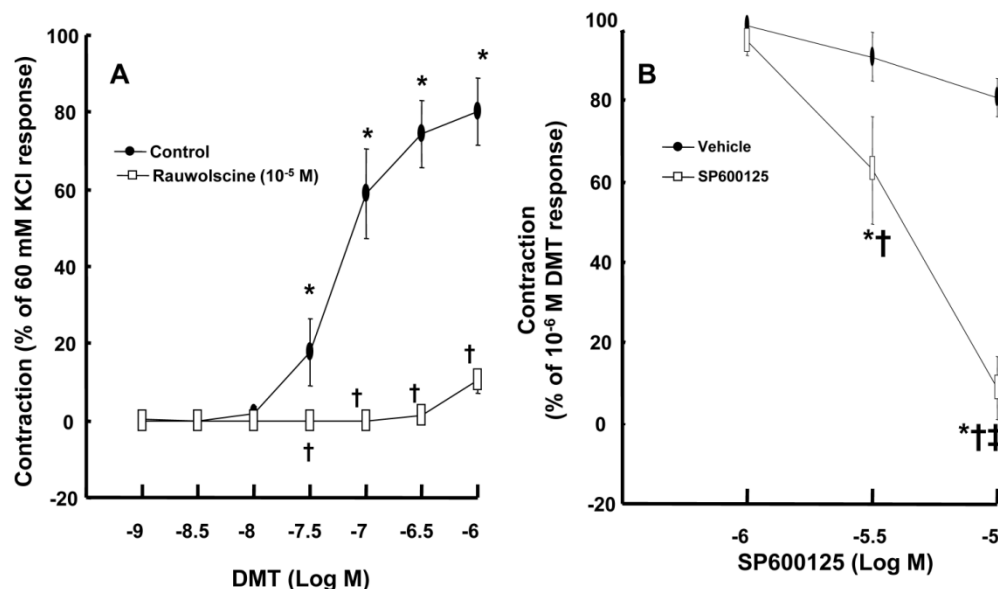 A
Contraction (% of 60 mM KCl response)
100
80
60
40
20
0
-20
Control
Rauwolscine (10-5 M)
*
*
*
*
†
†
†
†
-9 -8.5 -8 -7.5 -7 -6.5 -6
DMT (Log M)
B
Contraction
(% of 10-6 M DMT response)
100
80
60
40
20
0
-20
Vehicle
SP600125
*†
*†‡
-6 -5.5 -5
SP600125 (Log M)